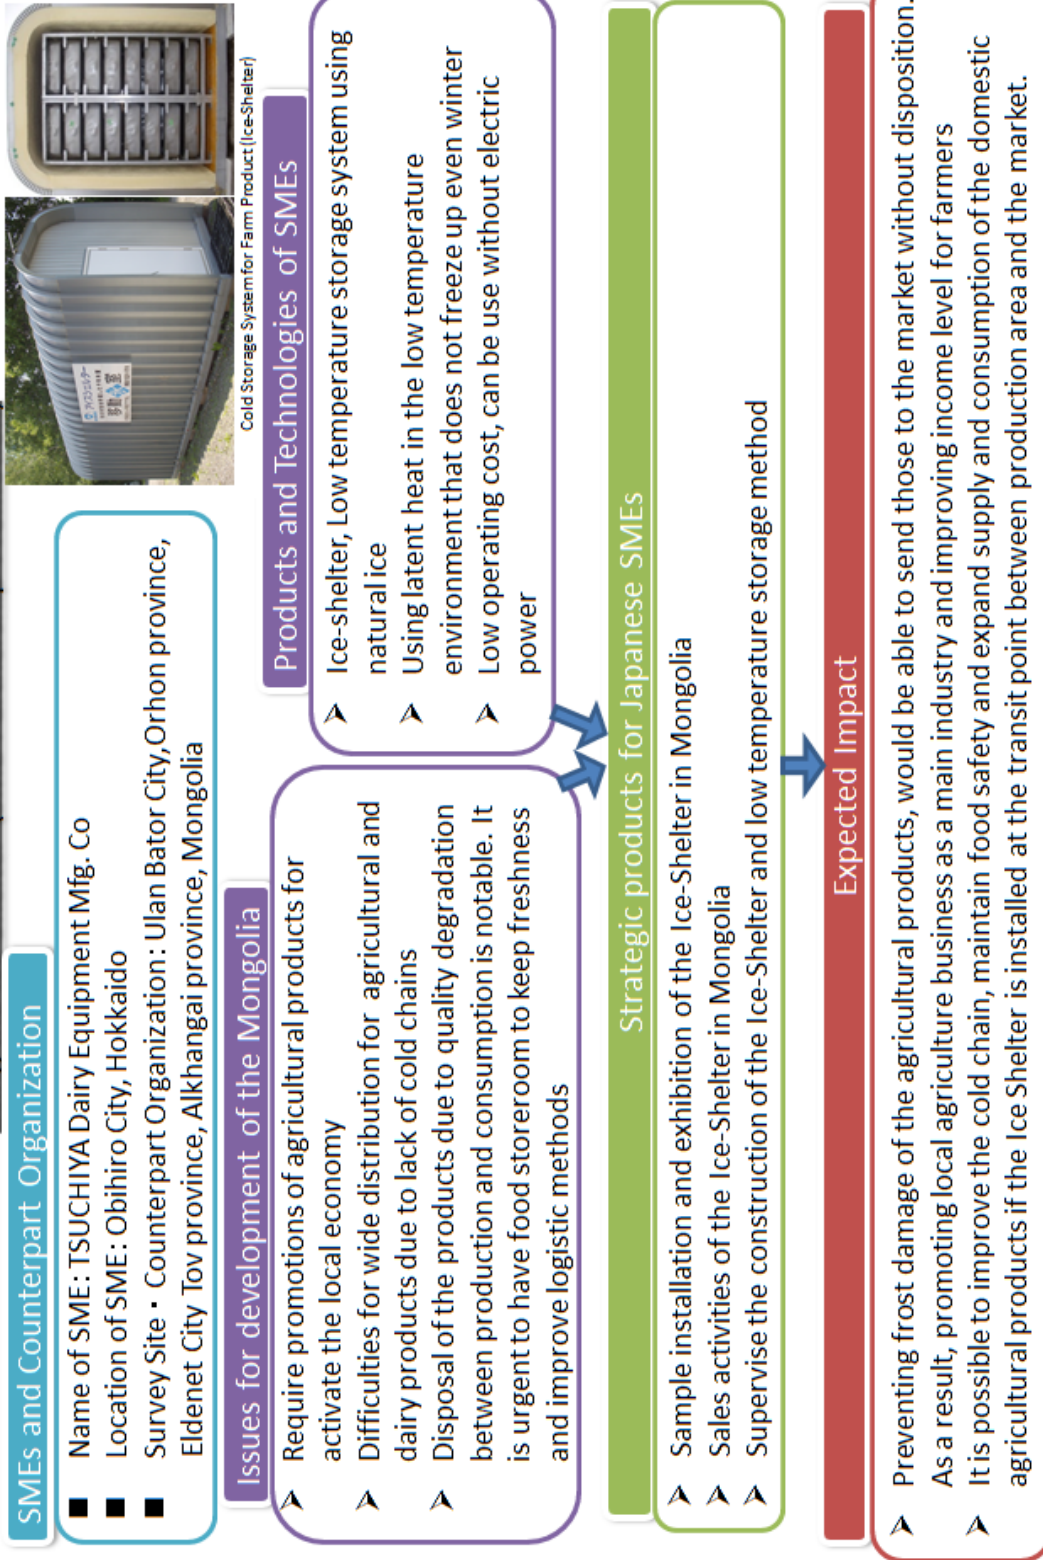 SMEs and Counterpart Organization
■ Name of SME : TSUCHIYA Dairy Equipment Mfg. Co
■ Location of SME : Obihiro City, Hokkaido
■ Survey Site・Counterpart Organization : Ulan Bator City,Orhon province,
Eldenet City Tov province, Alkhangai province, Mongolia
アイスシェルター
Cold Storage System for Farm Product (Ice-Shelter)
Issues for development of the Mongolia
➢ Require promotions of agricultural products for
activate the local economy
➢ Difficulties for wide distribution for agricultural and
dairy products due to lack of cold chains
➢ Disposal of the products due to quality degradation
between production and consumption is notable. It
is urgent to have food storeroom to keep freshness
and improve logistic methods
Products and Technologies of SMEs
➢ Ice-shelter, Low temperature storage system using
natural ice
➢ Using latent heat in the low temperature
environment that does not freeze up even winter
➢ Low operating cost, can be use without electric
power
Strategic products for Japanese SMEs
➢ Sample installation and exhibition of the Ice-Shelter in Mongolia
➢ Sales activities of the Ice-Shelter in Mongolia
➢ Supervise the construction of the Ice-Shelter and low temperature storage method
Expected Impact
➢ Preventing frost damage of the agricultural products, would be able to send those to the market without disposition.
As a result, promoting local agriculture business as a main industry and improving income level for farmers
➢ It is possible to improve the cold chain, maintain food safety and expand supply and consumption of the domestic
agricultural products if the Ice Shelter is installed at the transit point between production area and the market.